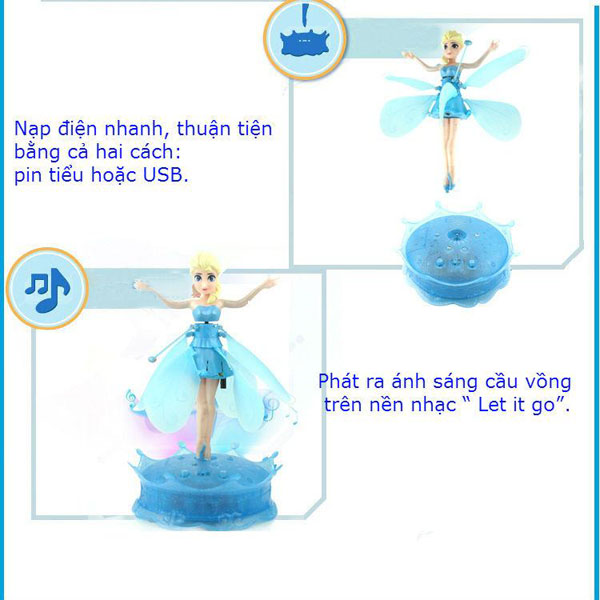 Nạp điện nhanh, thuận tiện
bằng cả hai cách:
pin tiểu hoặc USB.
Phát ra ánh sáng cầu vồng
trên nền nhạc “ Let it go”.